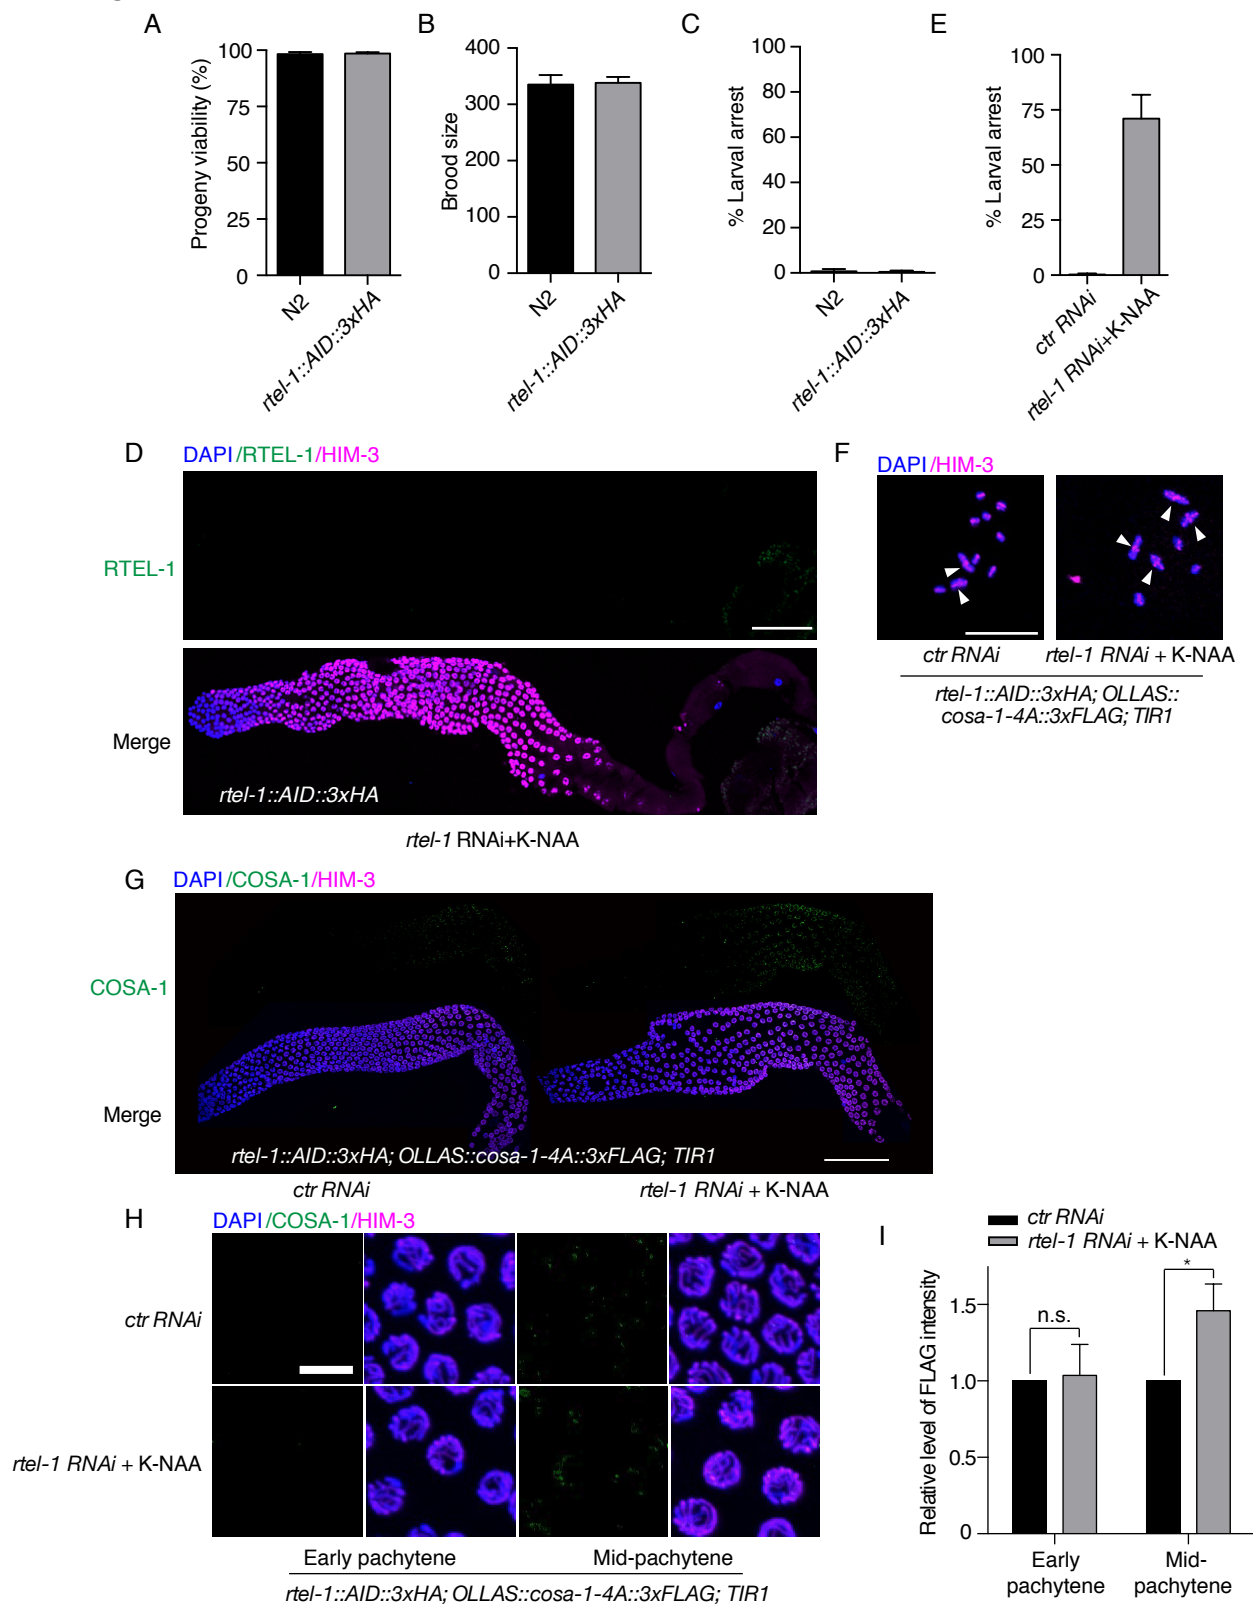 A
100
75
50
25
0
Progeny viability (%)
N2
rtel-1::AID::3xHA
B
400
300
200
100
0
Brood size
N2
rtel-1::AID::3xHA
C
100
80
60
40
20
0
% Larval arrest
N2
rtel-1::AID::3xHA
E
100
75
50
25
0
% Larval arrest
ctr RNAi
rtel-1 RNAi+K-NAA
D
DAPI/RTEL-1/HIM-3
RTEL-1
Merge
rtel-1::AID::3xHA
rtel-1 RNAi+K-NAA
F
DAPI/HIM-3
ctr RNAi
rtel-1 RNAi + K-NAA
rtel-1::AID::3xHA; OLLAS::
cosa-1-4A::3xFLAG; TIR1
G
DAPI/COSA-1/HIM-3
COSA-1
Merge
rtel-1::AID::3xHA; OLLAS::cosa-1-4A::3xFLAG; TIR1
ctr RNAi
rtel-1 RNAi + K-NAA
H
DAPI/COSA-1/HIM-3
ctr RNAi
rtel-1 RNAi + K-NAA
Early pachytene
Mid-pachytene
rtel-1::AID::3xHA; OLLAS::cosa-1-4A::3xFLAG; TIR1
I
ctr RNAi
rtel-1 RNAi + K-NAA
1.5
1.0
0.5
0
Relative level of FLAG intensity
n.s.
*
Early
pachytene
Mid-
pachytene